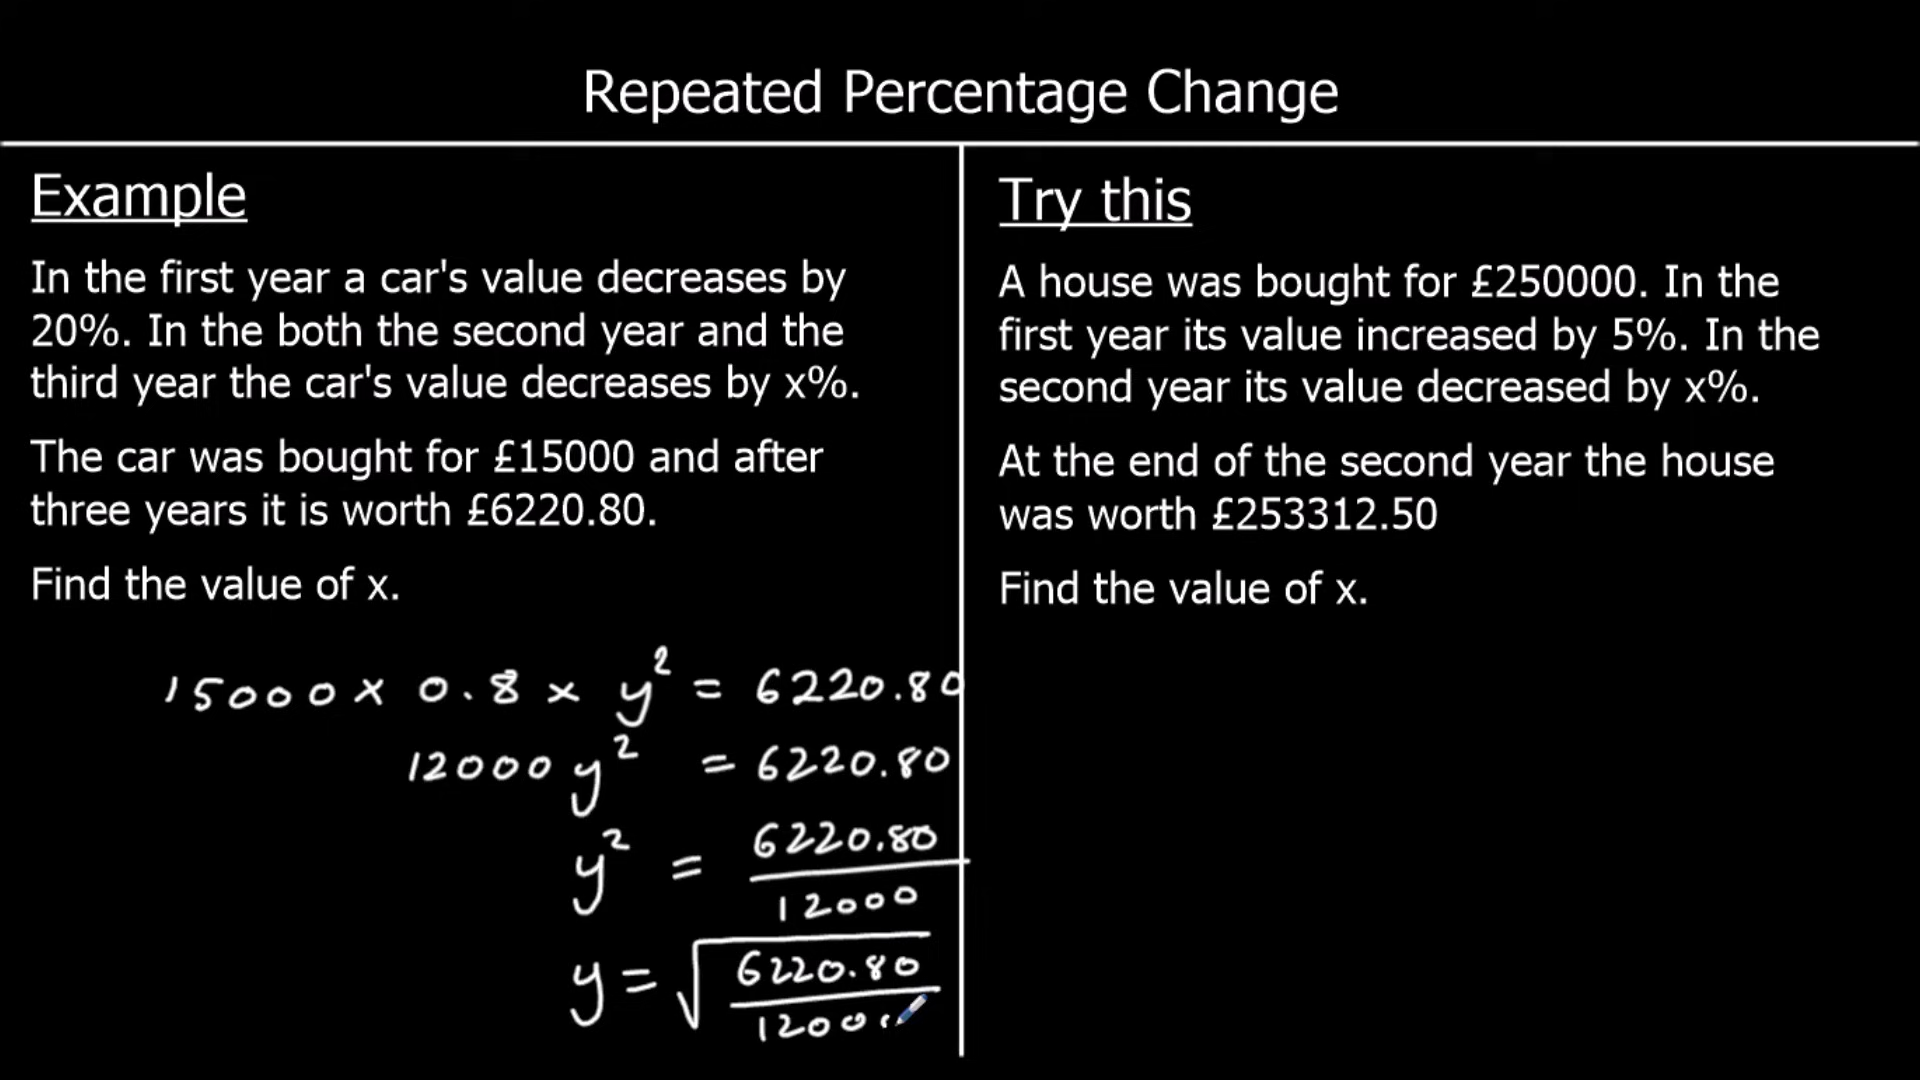 Repeated Percentage Change
Example
In the first year a car's value decreases by
20%. In the both the second year and the
third year the car's value decreases by x%.
The car was bought for £15000 and after
three years it is worth £6220.80.
Find the value of x.
15000 x 0.8 x y² = 6220.80
12000 y² = 6220.80
y² = 6220.80
12000
y = √ 6220.80
1200
Try this
A house was bought for £250000. In the
first year its value increased by 5%. In the
second year its value decreased by x%.
At the end of the second year the house
was worth £253312.50
Find the value of x.